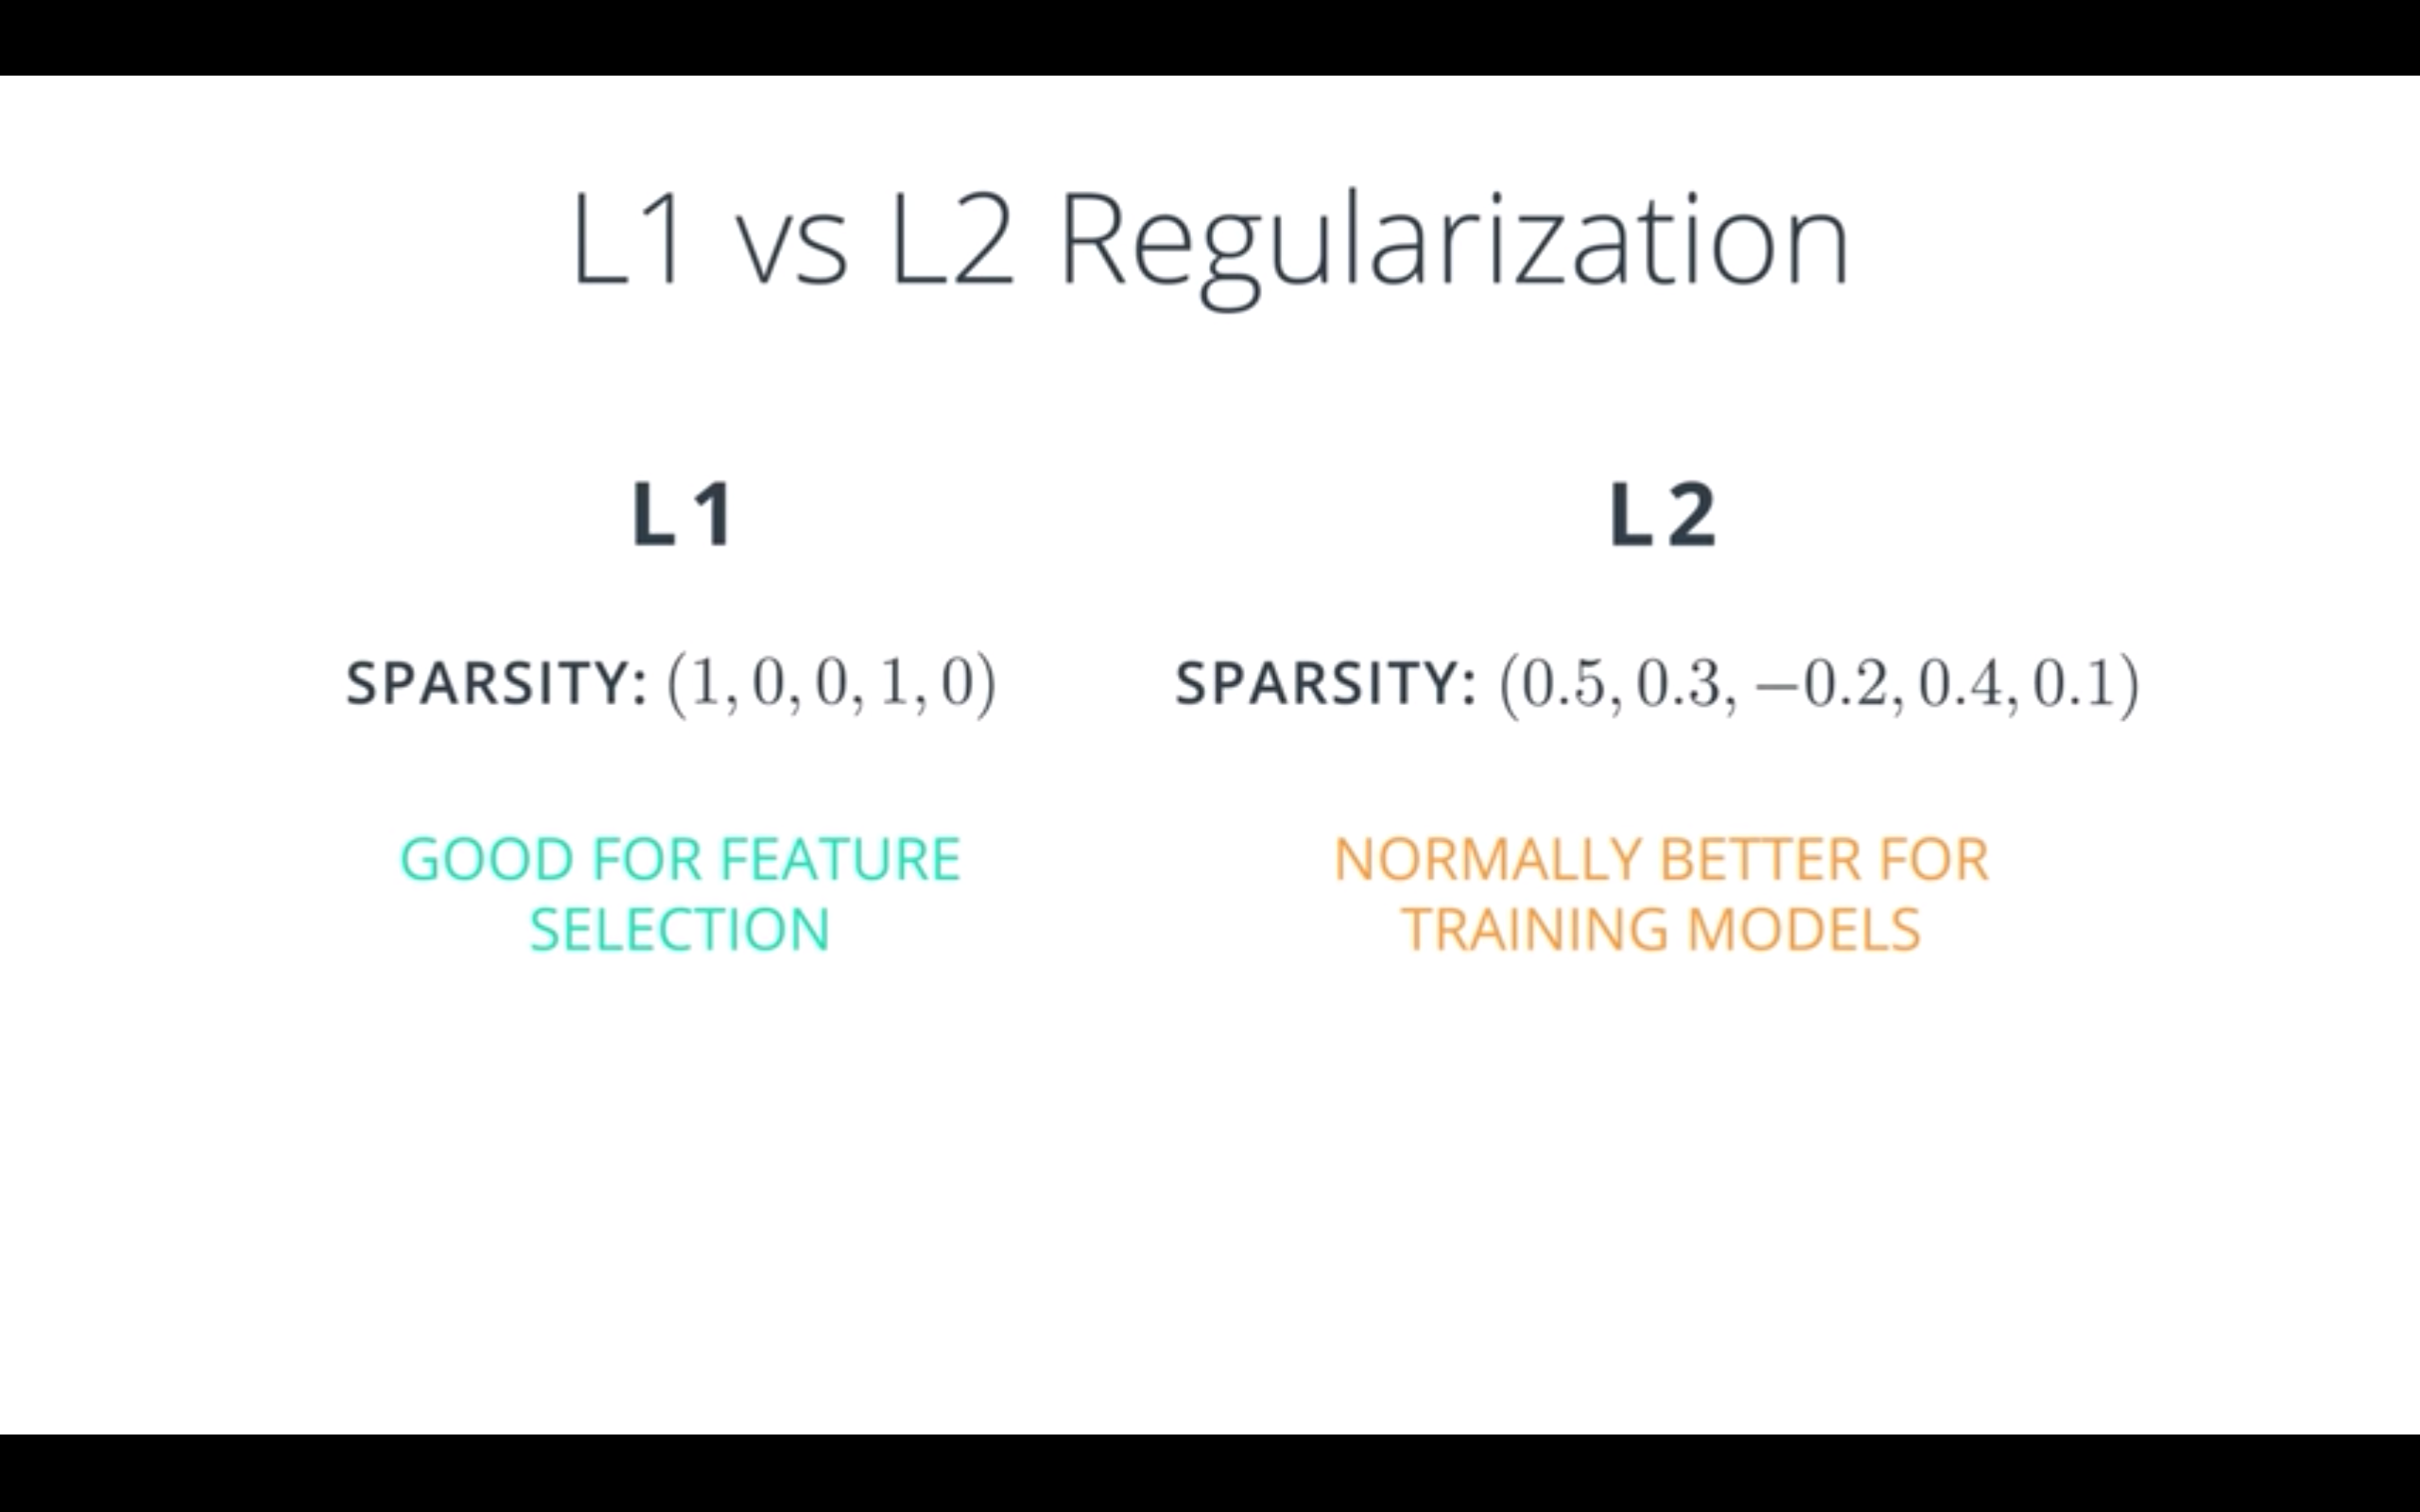 L1 vs L2 Regularization
L1
L2
SPARSITY: (1, 0, 0, 1, 0)
SPARSITY: (0.5, 0.3, −0.2, 0.4, 0.1)
GOOD FOR FEATURE
SELECTION
NORMALLY BETTER FOR
TRAINING MODELS